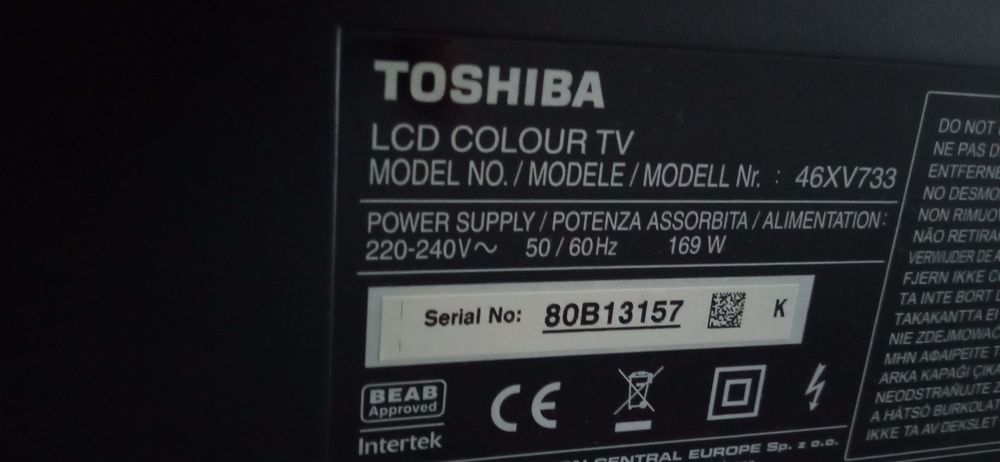 TOSHIBA
LCD COLOUR TV
MODEL NO. / MODELE / MODELL Nr. : 46XV733
POWER SUPPLY / POTENZA ASSORBITA / ALIMENTATION:
220-240V～ 50 / 60Hz 169 W
Serial No: 80B13157 K
BEAB
Approved
Intertek
CE
CENTRAL EUROPE Sp. z o.o.
DO NOT
NE PAS D
ENTFERNE
NO DESMO
NON RIMUO
NÃO RETIRA
VERWIJDER DE A
FJERN IKKE
TA INTE BORT
TAKAKANTTA
NIE ZDEJMOWAĆ
ΜΗΝ ΑΦΑΙΡΕΙΤΕ
ARKA KAPAĞI ÇIKA
NEODSTRAŇUJTE
A HÁTSÓ BURKOLAT
IKKE TA AV DEKSLET